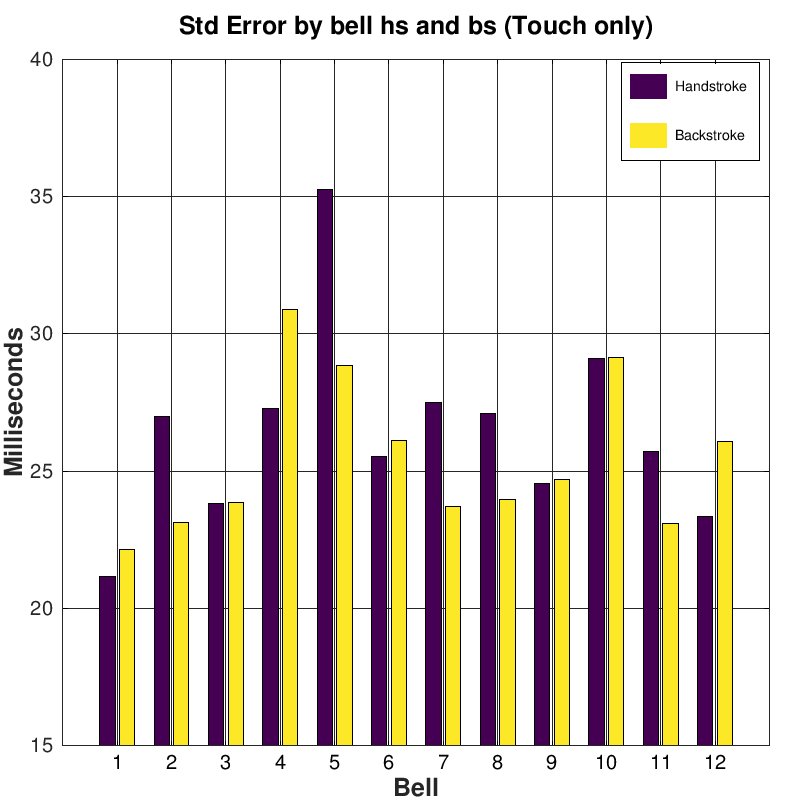 Std Error by bell hs and bs (Touch only)
Handstroke
Backstroke
40
35
30
25
20
15
Milliseconds
1 2 3 4 5 6 7 8 9 10 11 12
Bell